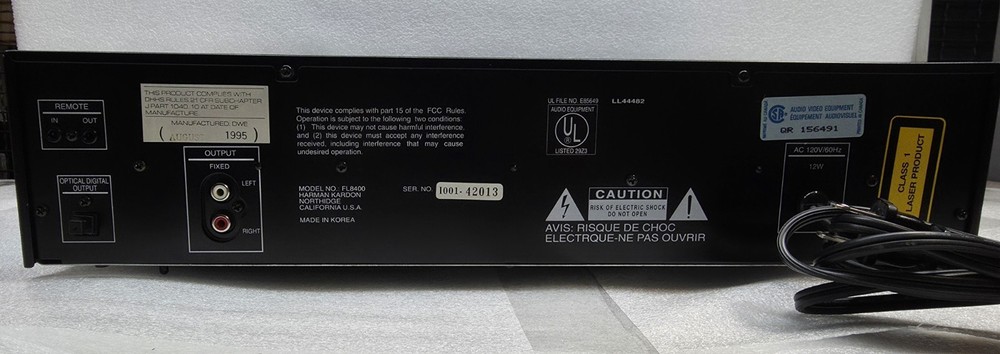 REMOTE
IN OUT
OPTICAL DIGITAL
OUTPUT
THIS PRODUCT COMPLIES WITH
DHHS RULES 21 CFR SUBCHAPTER
J PART 1040. 10 AT DATE OF
MANUFACTURE.
MANUFACTURED: DWE
( AUGUST 1995 )
OUTPUT
FIXED
LEFT
RIGHT
This device complies with part 15 of the FCC Rules.
Operation is subject to the following two conditions:
(1) This device may not cause harmful interference,
and (2) this device must accept any interference
received, including interference that may cause
undesired operation.
MODEL NO.: FL8400
HARMAN KARDON
NORTHIDGE
CALIFORNIA U.S.A.
MADE IN KOREA
SER. NO. I001-42013
UL FILE NO. E85649
AUDIO EQUIPMENT
UL
LISTED 29Z3
LL44482
CAUTION
RISK OF ELECTRIC SHOCK
DO NOT OPEN
AVIS: RISQUE DE CHOC
ELECTRQUE-NE PAS OUVRIR
AUDIO VIDEO EQUIPMENT
EQUIPEMENT AUDIOVISUEL
QR 156491
AC 120V/60Hz
12W
CLASS 1
LASER PRODUCT